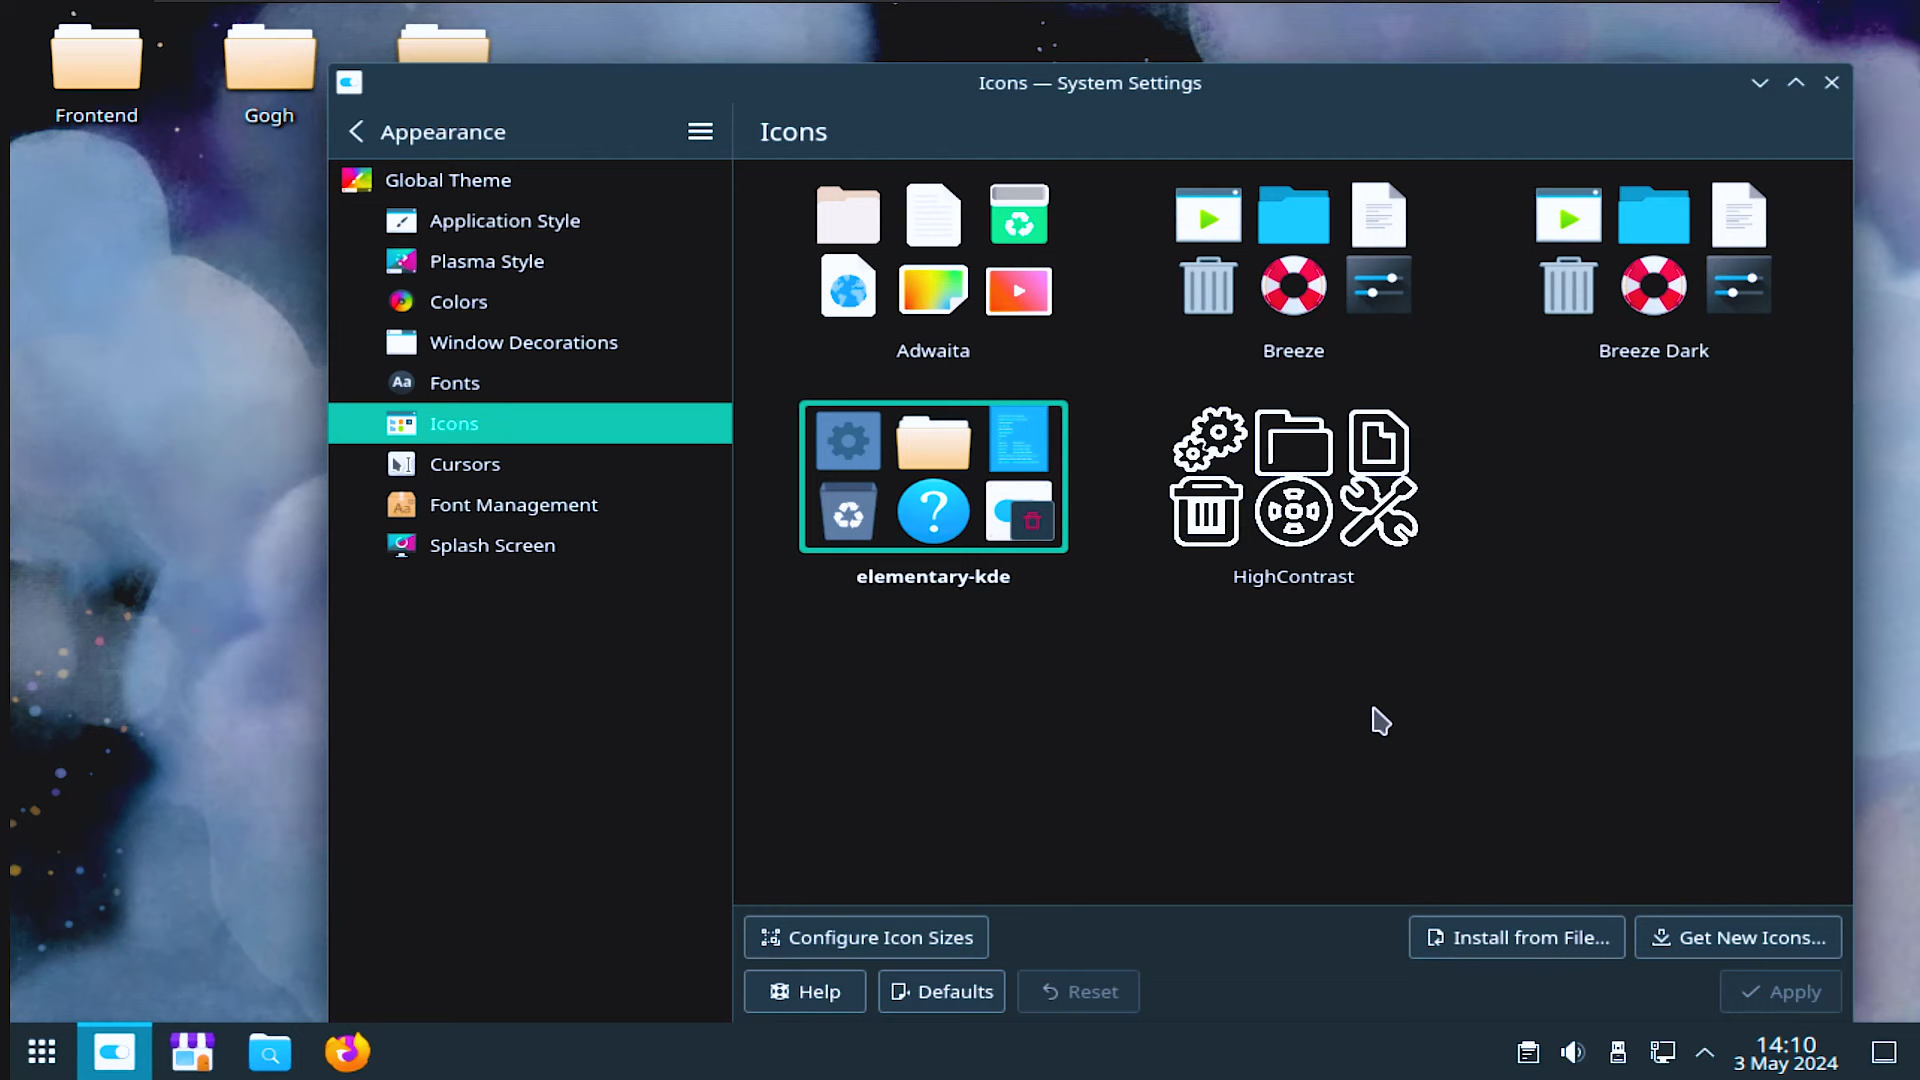 Frontend
Gogh
Icons — System Settings
Appearance
Icons
Global Theme
Application Style
Plasma Style
Colors
Window Decorations
Aa
Fonts
Icons
Cursors
Aa
Font Management
Splash Screen
Adwaita
Breeze
Breeze Dark
?
elementary-kde
HighContrast
Configure Icon Sizes
Install from File...
Get New Icons...
Help
Defaults
Reset
Apply
14:10
3 May 2024